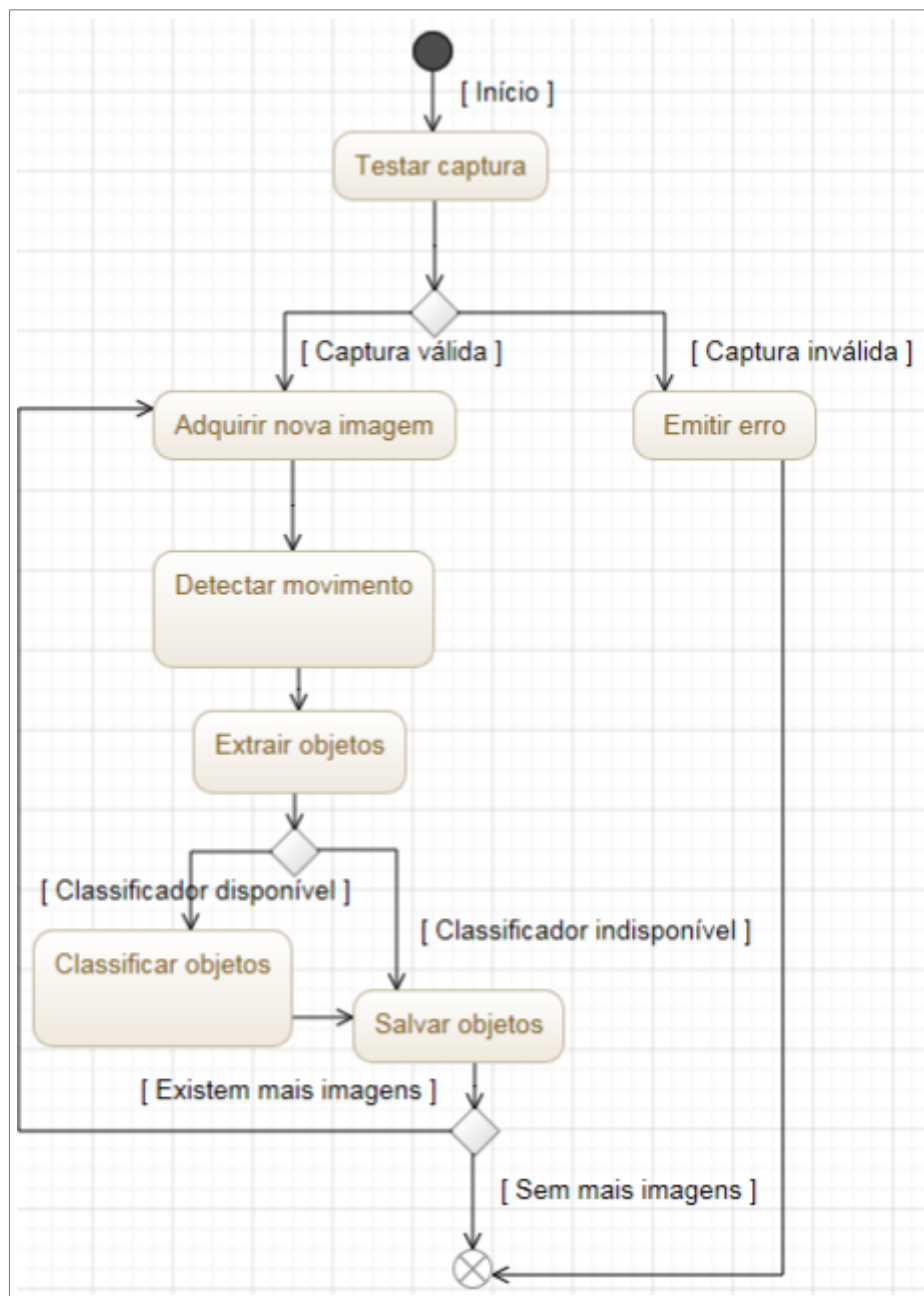 [ Início ]
Testar captura
[ Captura válida ]
[ Captura inválida ]
Adquirir nova imagem
Emitir erro
Detectar movimento
Extrair objetos
[ Classificador disponível ]
[ Classificador indisponível ]
Classificar objetos
Salvar objetos
[ Existem mais imagens ]
[ Sem mais imagens ]